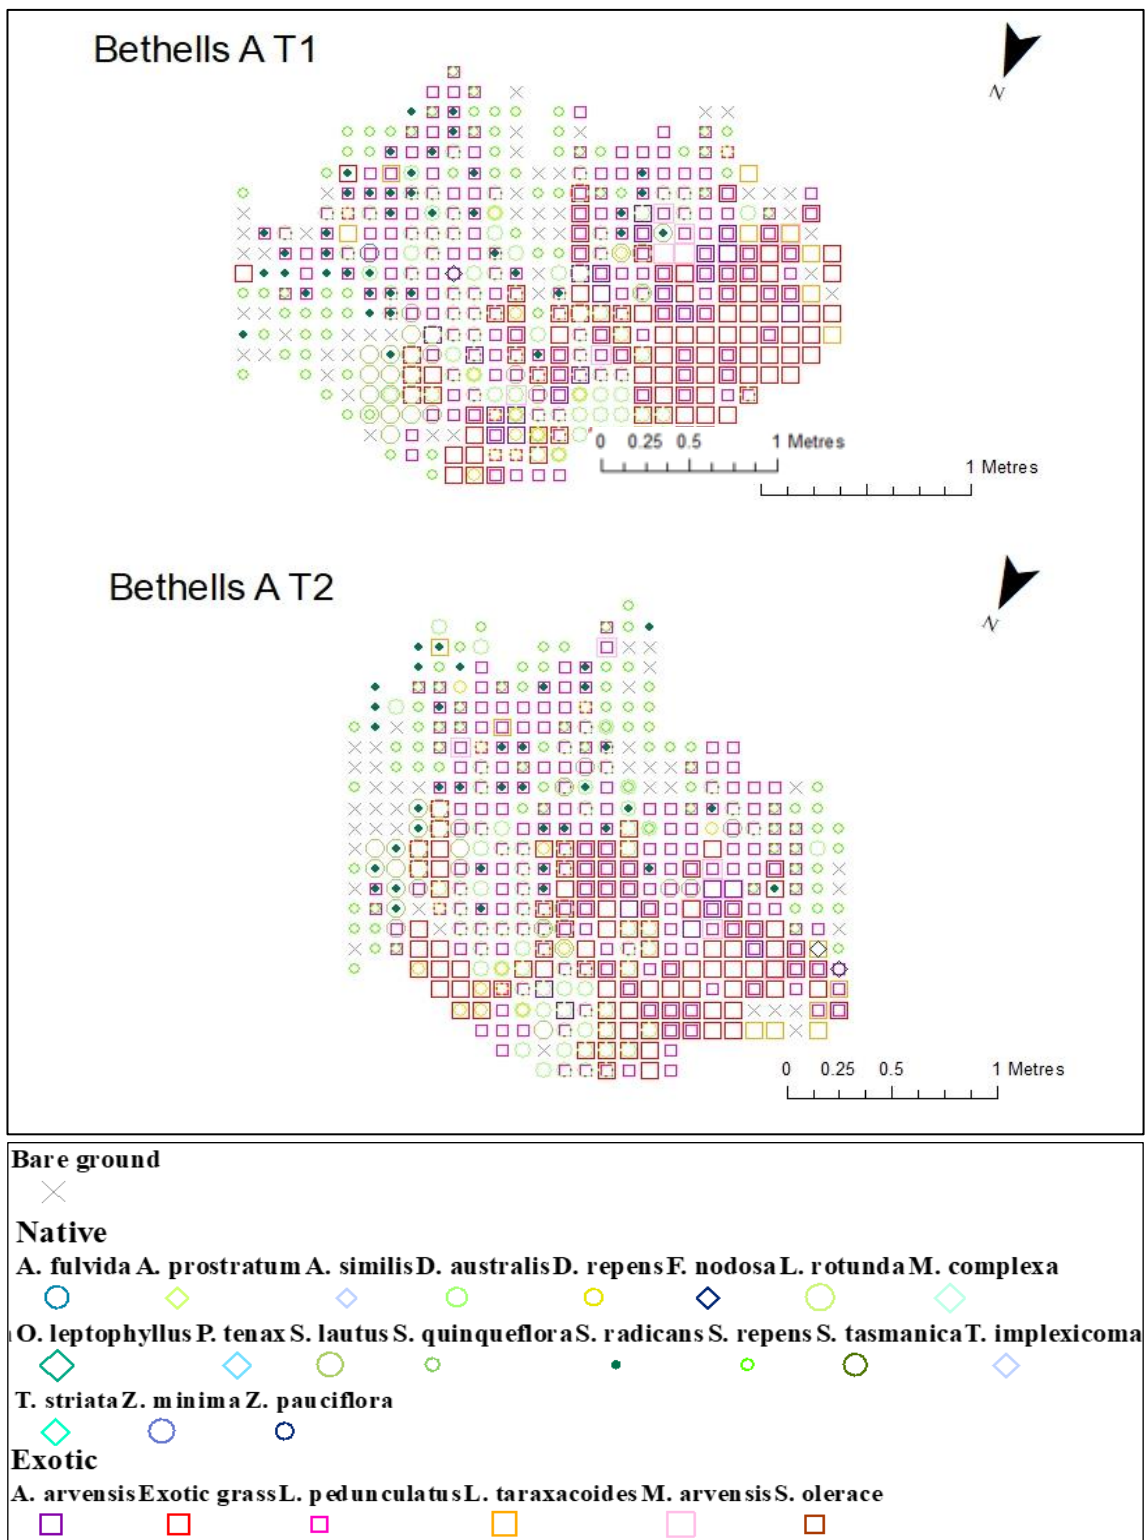 Bethells A T1
N
0 0.25 0.5 1 Metres
1 Metres
Bethells A T2
N
0 0.25 0.5 1 Metres
Bare ground
Native
A. fulvida A. prostratum A. similis D. australis D. repens F. nodosa L. rotunda M. complexa
O. leptophyllus P. tenax S. lautus S. quinqueflora S. radicans S. repens S. tasmanica T. implexicoma
T. striata Z. minima Z. pauciflora
Exotic
A. arvensis Exotic grass L. pedunculatus L. taraxacoides M. arvensis S. olerace